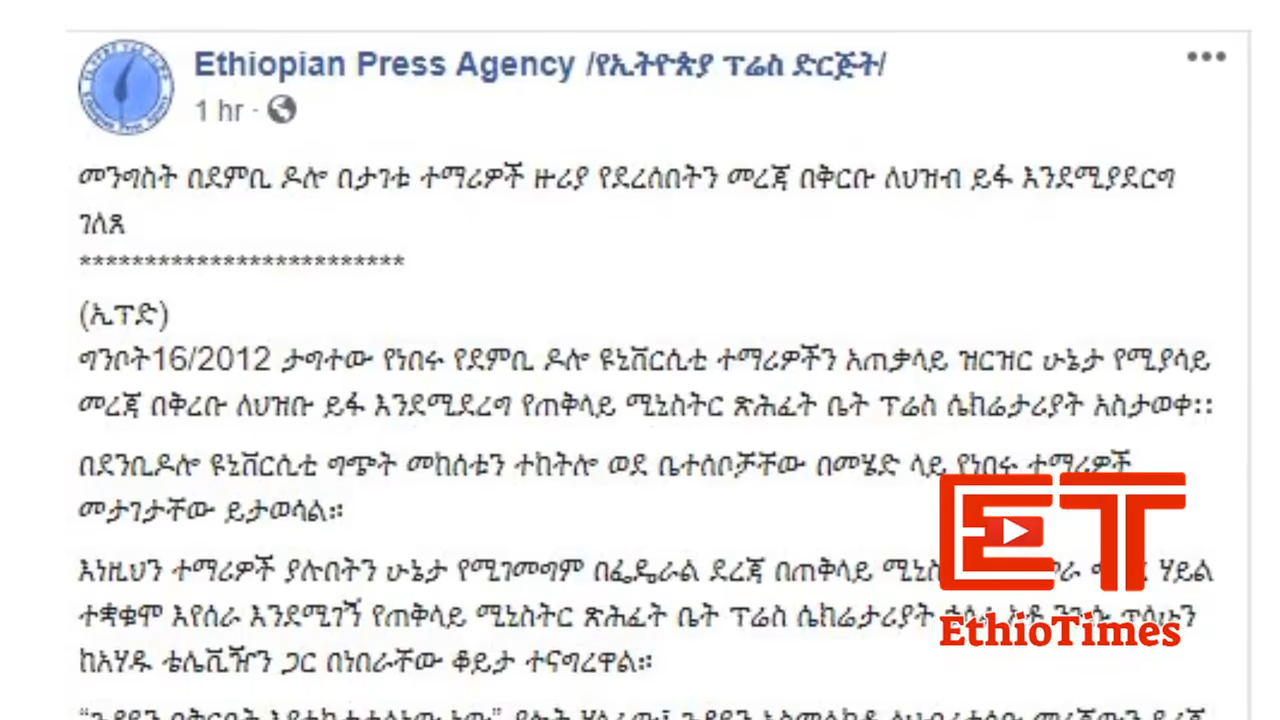 Ethiopian Press Agency /የኢትዮጵያ ፕሬስ ድርጅት/
1 hr ·
መንግስት በደምቢ ዶሎ በታገቱ ተማሪዎች ዙሪያ የደረሰበትን መረጃ በቅርቡ ለህዝብ ይፋ እንደሚያደርግ
ገለጿ
*************************
(ኢፕድ)
ግንቦት16/2012 ታግተው የነበሩ የደምቢ ዶሎ ዩኒቨርሲቲ ተማሪዎችን አጠቃላይ ዝርዝር ሁኔታ የሚያሳይ
መረጃ በቅረቡ ለህዝቡ ይፋ እንደሚደረግ የጠቅላይ ሚኒስትር ጽሕፈት ቤት ፕሬስ ሴክሬታሪያት አስታወቀ፡፡
በደንቢዶሎ ዩኒቨርሲቲ ግጭት መከሰቱን ተከትሎ ወደ ቤተሰቦቻቸው በመሄድ ላይ የነበሩ ተማሪዎች
መታገታቸው ይታወሳል።
እነዚህን ተማሪዎች ያሉበትን ሁኔታ የሚገመግም በፌዴራል ደረጃ በጠቅላይ ሃይል
ተቋቁሞ እየሰራ እንደሚገኝ የጠቅላይ ሚኒስትር ጽሕፈት ቤት ፕሬስ ሴክሬታሪያት
ከአሃዱ ቴሌቪዥን ጋር በነበራቸው ቆይታ ተናግረዋል።
ET
EthioTimes